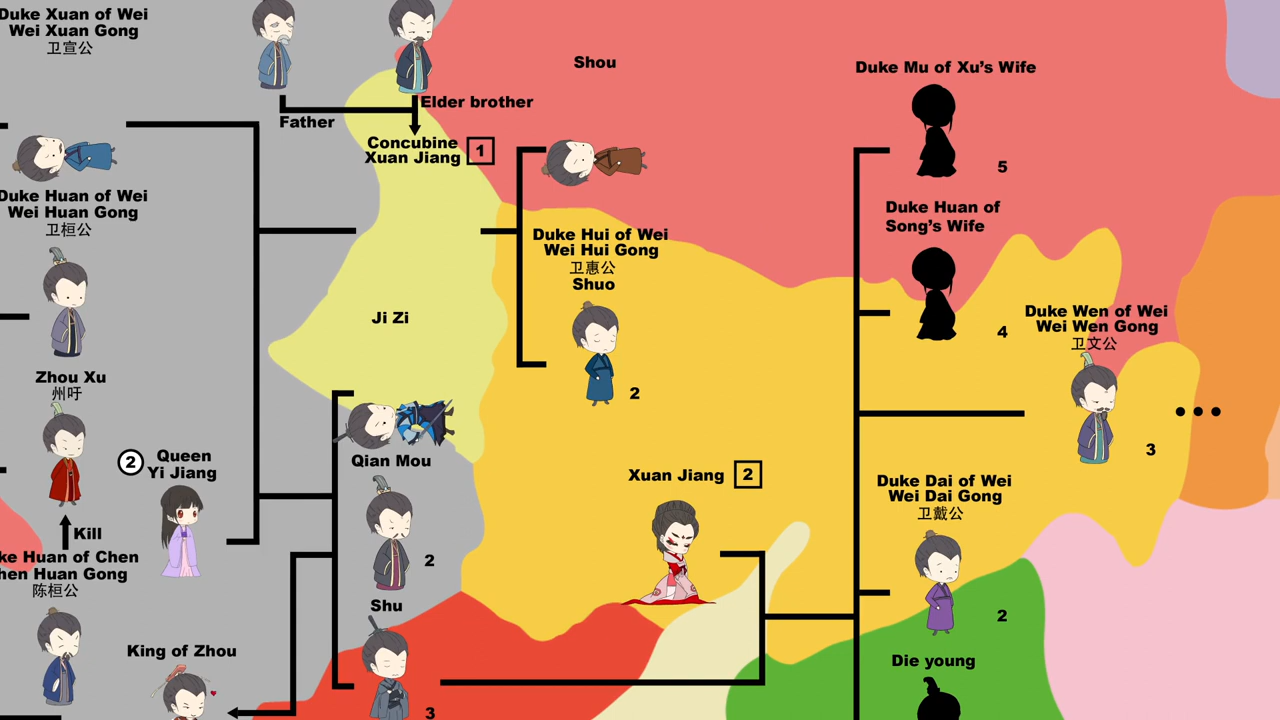 Duke Xuan of Wei
Wei Xuan Gong
卫宣公
Father
Elder brother
Concubine
Xuan Jiang 1
Shou
Duke Mu of Xu's Wife
5
Duke Huan of Wei
Wei Huan Gong
卫桓公
Duke Huan of
Song's Wife
4
Duke Hui of Wei
Wei Hui Gong
卫惠公
Shuo
2
Ji Zi
Duke Wen of Wei
Wei Wen Gong
卫文公
3
Zhou Xu
州吁
2 Queen
Yi Jiang
Qian Mou
2
Xuan Jiang 2
Duke Dai of Wei
Wei Dai Gong
卫戴公
2
Kill
Huan of Chen
Huan Gong
陈桓公
Shu
3
King of Zhou
Die young